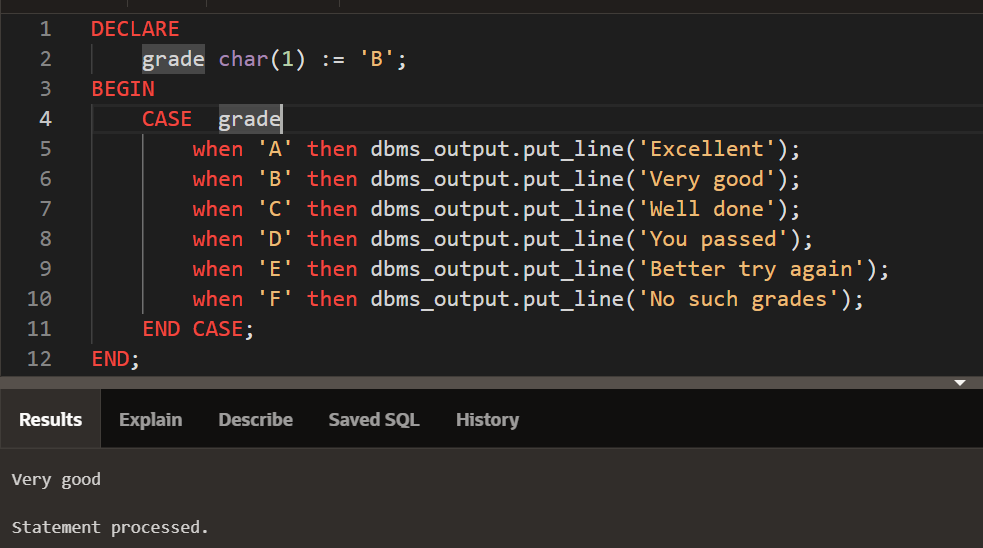 1 DECLARE
2 grade char(1) := 'B';
3 BEGIN
4 CASE  grade
5 when 'A' then dbms_output.put_line('Excellent');
6 when 'B' then dbms_output.put_line('Very good');
7 when 'C' then dbms_output.put_line('Well done');
8 when 'D' then dbms_output.put_line('You passed');
9 when 'E' then dbms_output.put_line('Better try again');
10 when 'F' then dbms_output.put_line('No such grades');
11 END CASE;
12 END;
Results Explain Describe Saved SQL History
Very good
Statement processed.